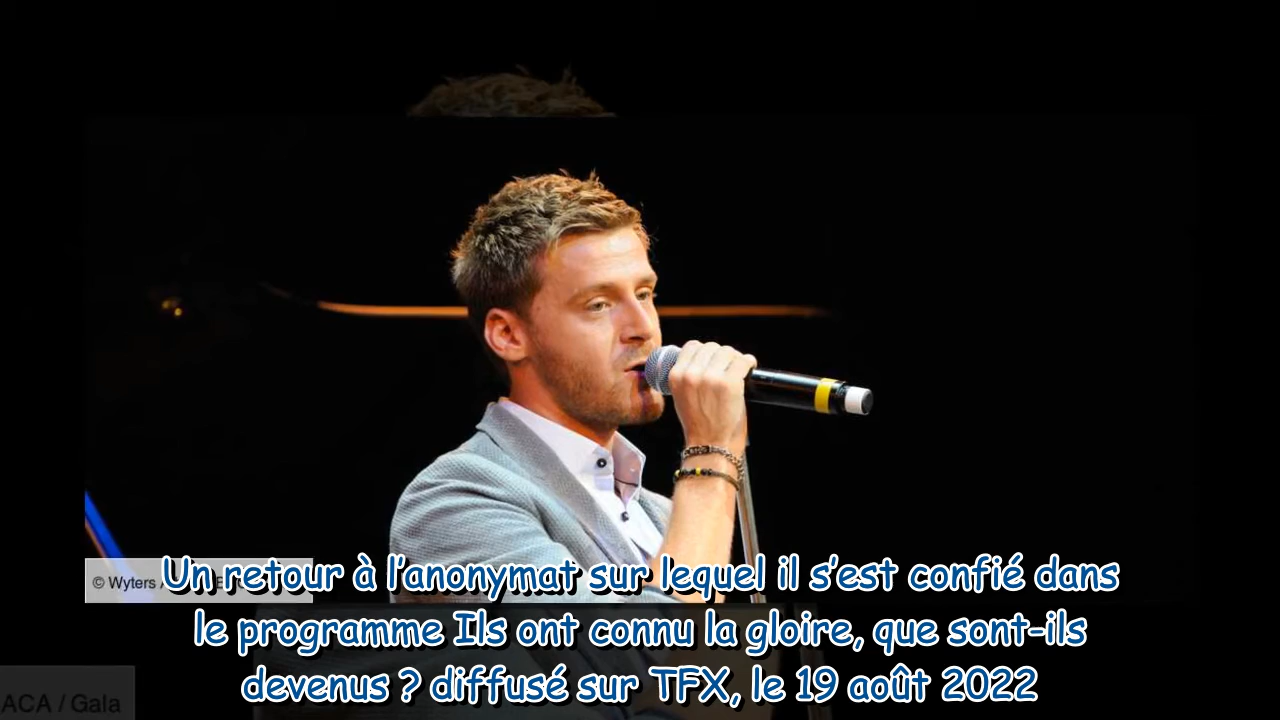 © Wyters A
Un retour à l’anonymat sur lequel il s’est confié dans
le programme Ils ont connu la gloire, que sont-ils
devenus ? diffusé sur TFX, le 19 août 2022
ACA / Gala